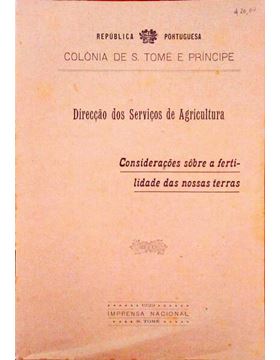 REPÚBLICA PORTUGUESA
COLÓNIA DE S. TOMÉ E PRÍNCIPE
Direcção dos Serviços de Agricultura
Considerações sôbre a ferti-
lidade das nossas terras
IMPRENSA NACIONAL
S. TOMÉ